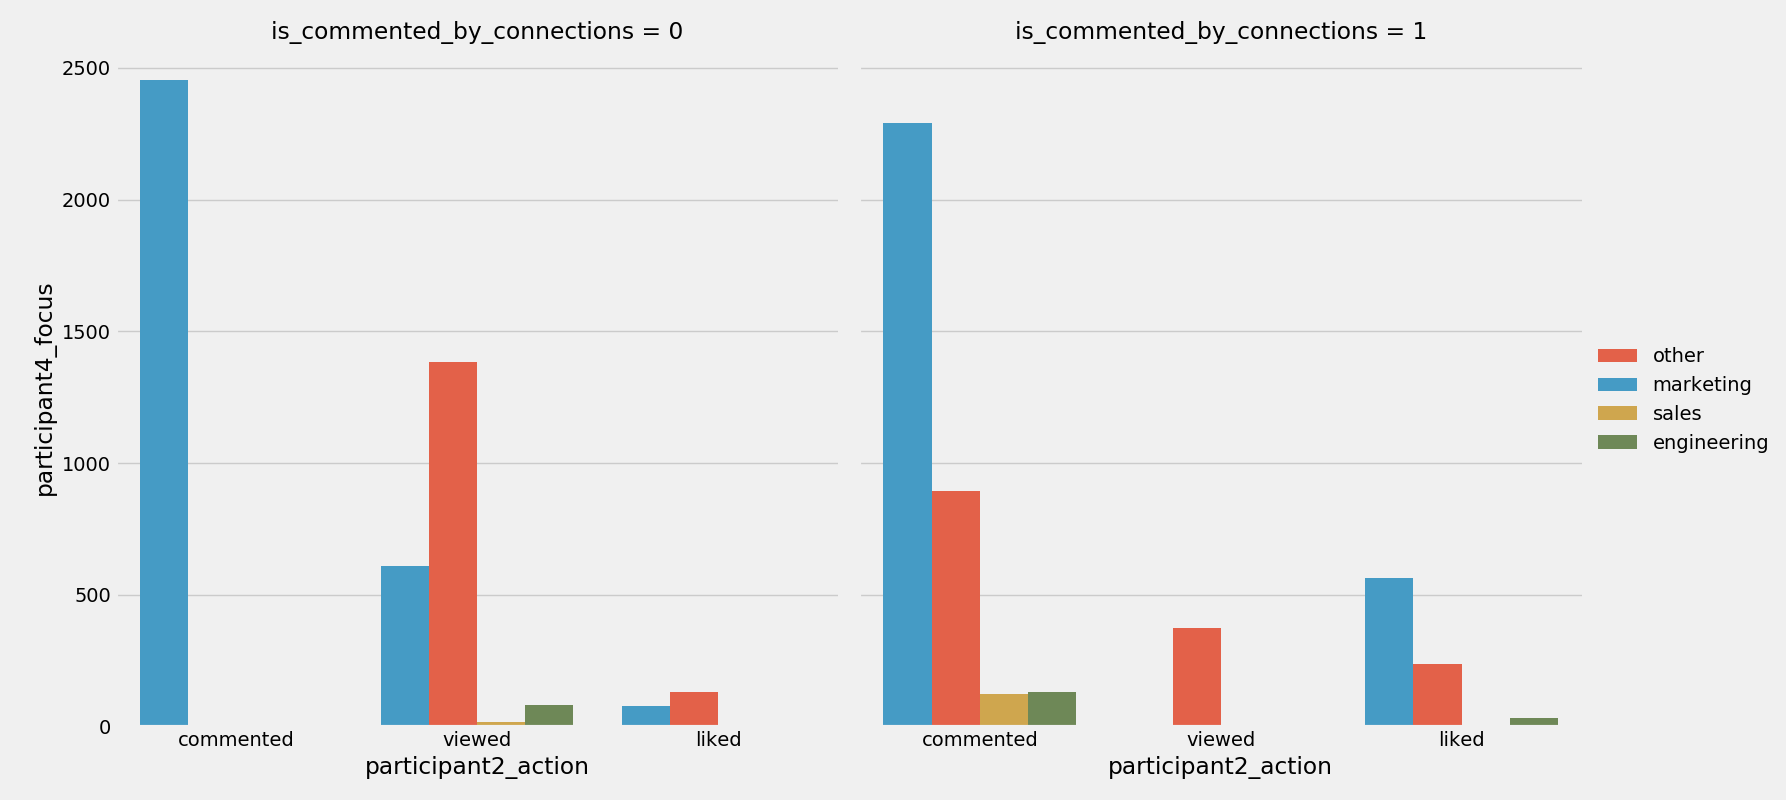 is_commented_by_connections = 0
is_commented_by_connections = 1
participant4_focus
2500
2000
1500
1000
500
0
commented
viewed
liked
participant2_action
commented
viewed
liked
participant2_action
other
marketing
sales
engineering